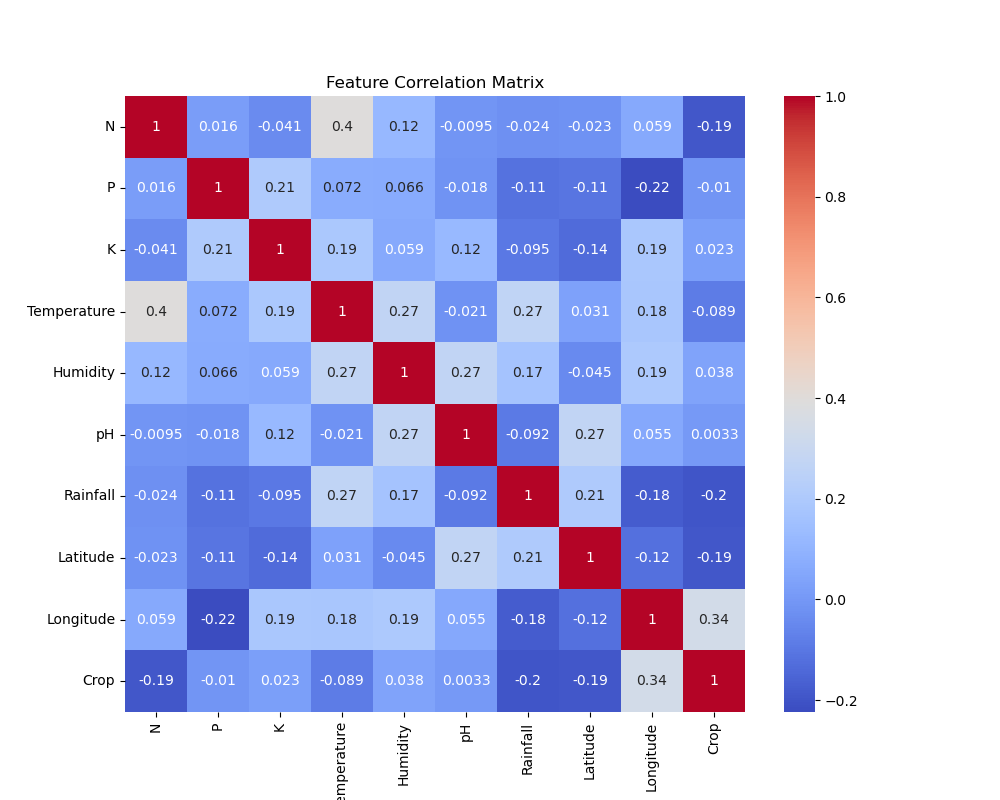 Feature Correlation Matrix
N 1 0.016 -0.041 0.4 0.12 -0.0095 -0.024 -0.023 0.059 -0.19
P 0.016 1 0.21 0.072 0.066 -0.018 -0.11 -0.11 -0.22 -0.01
K -0.041 0.21 1 0.19 0.059 0.12 -0.095 -0.14 0.19 0.023
Temperature 0.4 0.072 0.19 1 0.27 -0.021 0.27 0.031 0.18 -0.089
Humidity 0.12 0.066 0.059 0.27 1 0.27 0.17 -0.045 0.19 0.038
pH -0.0095 -0.018 0.12 -0.021 0.27 1 -0.092 0.27 0.055 0.0033
Rainfall -0.024 -0.11 -0.095 0.27 0.17 -0.092 1 0.21 -0.18 -0.2
Latitude -0.023 -0.11 -0.14 0.031 -0.045 0.27 0.21 1 -0.12 -0.19
Longitude 0.059 -0.22 0.19 0.18 0.19 0.055 -0.18 -0.12 1 0.34
Crop -0.19 -0.01 0.023 -0.089 0.038 0.0033 -0.2 -0.19 0.34 1
N P K emperature Humidity pH Rainfall Latitude Longitude Crop
1.0
0.8
0.6
0.4
0.2
0.0
−0.2